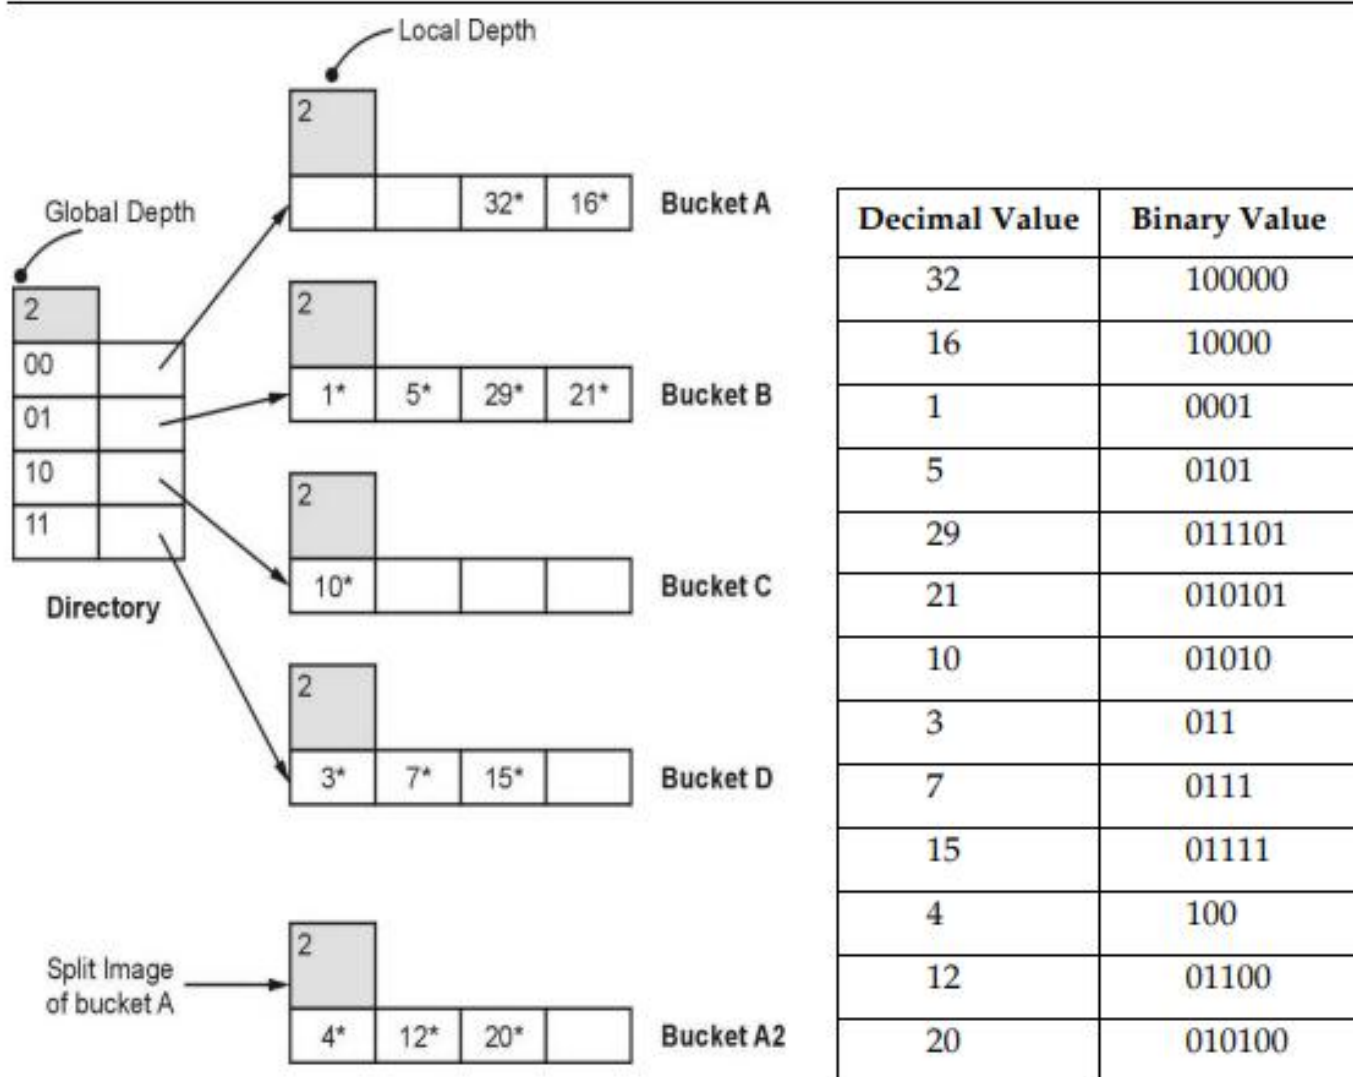 Local Depth
2
32* 16* Bucket A
Global Depth
2
00
01
10
11
Directory
2
1* 5* 29* 21* Bucket B
2
10* Bucket C
2
3* 7* 15* Bucket D
Split Image
of bucket A
2
4* 12* 20* Bucket A2
Decimal Value Binary Value
32 100000
16 10000
1 0001
5 0101
29 011101
21 010101
10 01010
3 011
7 0111
15 01111
4 100
12 01100
20 010100